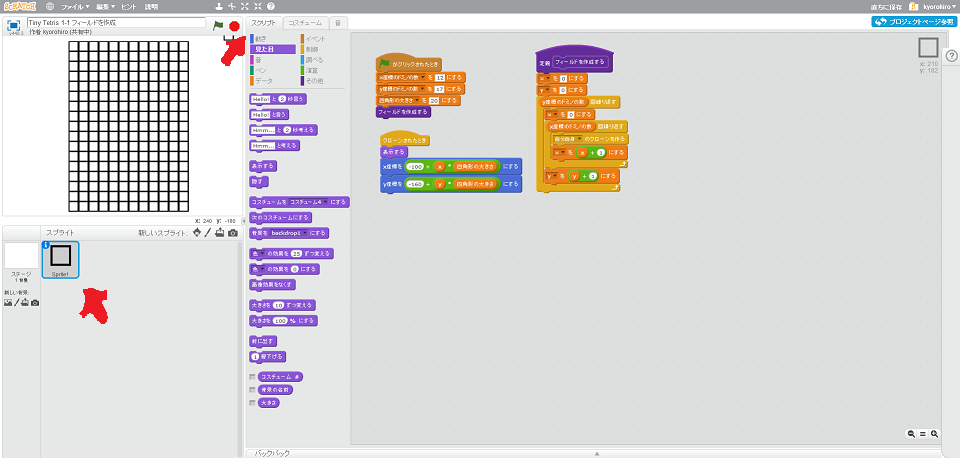 SCRATCH ファイル▼ 編集▼ ヒント 説明 直ちに保存 kyorohiro▼
Tiny Tetris 1-1 フィールドを作成
作者 kyorohiro (共有中)
スクリプト コスチューム 音
プロジェクトページ参照
動き イベント
見た目 制御
音 調べる
ペン 演算
データ その他
Hello! と 2 秒言う
Hello! と言う
Hmm... と 2 秒考える
Hmm... と考える
表示する
隠す
コスチュームを コスチューム4 にする
次のコスチュームにする
背景を backdrop1 にする
色 の効果を 25 ずつ変える
色 の効果を 0 にする
画像効果をなくす
大きさを 10 ずつ変える
大きさを 100 % にする
前に出す
1 層下げる
コスチューム #
背景の名前
大きさ
がクリックされたとき
x座標のドミノの数 を 12 にする
y座標のドミノの数 を 17 にする
四角形の大きさ を 20 にする
フィールドを作成する
クローンされたとき
表示する
x座標を -100 + x * 四角形の大きさ にする
y座標を -160 + y * 四角形の大きさ にする
定義 フィールドを作成する
x を 0 にする
y を 0 にする
y座標のドミノの数 回繰り返す
x を 0 にする
x座標のドミノの数 回繰り返す
自分自身 のクローンを作る
x を x + 1 にする
y を y + 1 にする
x: 210
y: 182
x: 240 y: -180
スプライト 新しいスプライト:
ステージ
1 背景
新しい背景:
Sprite1
バックパック